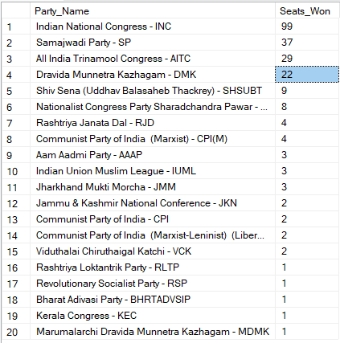 Party_Name Seats_Won
1 Indian National Congress - INC 99
2 Samajwadi Party - SP 37
3 All India Trinamool Congress - AITC 29
4 Dravida Munnetra Kazhagam - DMK 22
5 Shiv Sena (Uddhav Balasaheb Thackrey) - SHSUBT 9
6 Nationalist Congress Party Sharadchandra Pawar - ... 8
7 Rashtriya Janata Dal - RJD 4
8 Communist Party of India (Marxist) - CPI(M) 4
9 Aam Aadmi Party - AAAP 3
10 Indian Union Muslim League - IUML 3
11 Jharkhand Mukti Morcha - JMM 3
12 Jammu & Kashmir National Conference - JKN 2
13 Communist Party of India - CPI 2
14 Communist Party of India (Marxist-Leninist) (Liber... 2
15 Viduthalai Chiruthaigal Katchi - VCK 2
16 Rashtriya Loktantrik Party - RLTP 1
17 Revolutionary Socialist Party - RSP 1
18 Bharat Adivasi Party - BHRTADVSIP 1
19 Kerala Congress - KEC 1
20 Marumalarchi Dravida Munnetra Kazhagam - MDMK 1